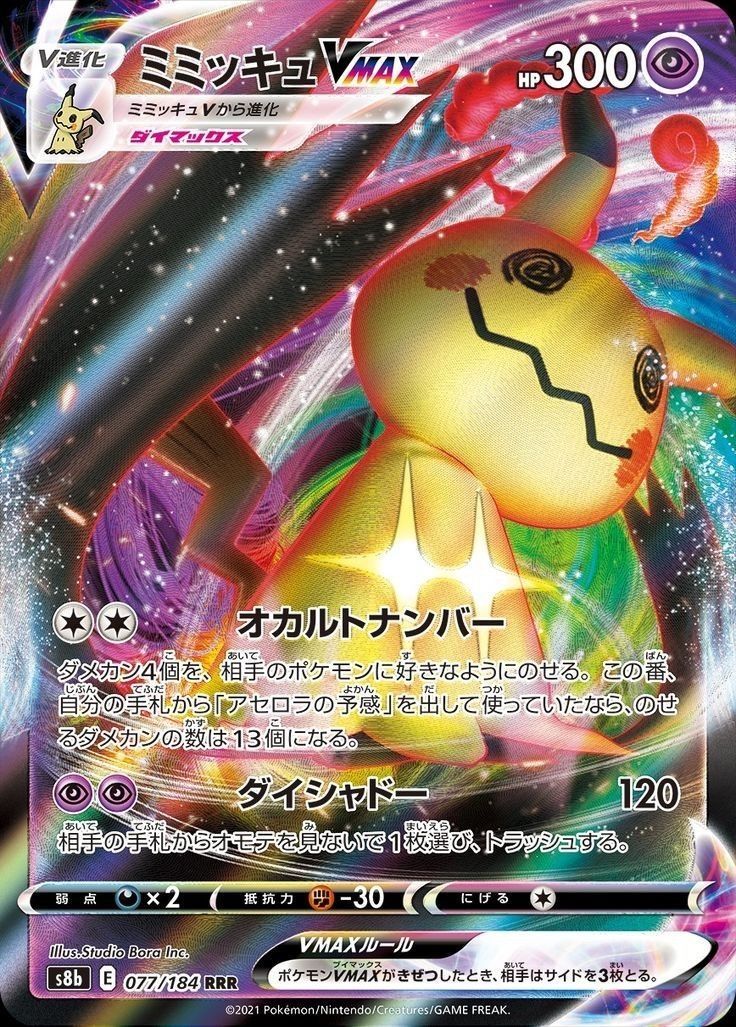 V進化
ミミッキュVMAX
HP300
ミミッキュVから進化
ダイマックス
オカルトナンバー
ダメカン4個を、相手のポケモンに好きなようにのせる。この番、
自分の手札から「アセロラの予感」を出して使っていたなら、のせ
るダメカンの数は13個になる。
ダイシャドー 120
相手の手札からオモテを見ないで1枚選び、トラッシュする。
弱点 ×2 抵抗力 -30 にげる
Illus.Studio Bora Inc.
VMAXルール
ポケモンVMAXがきぜつしたとき、相手はサイドを3枚とる。
s8b E 077/184 RRR
©2021 Pokémon/Nintendo/Creatures/GAME FREAK.